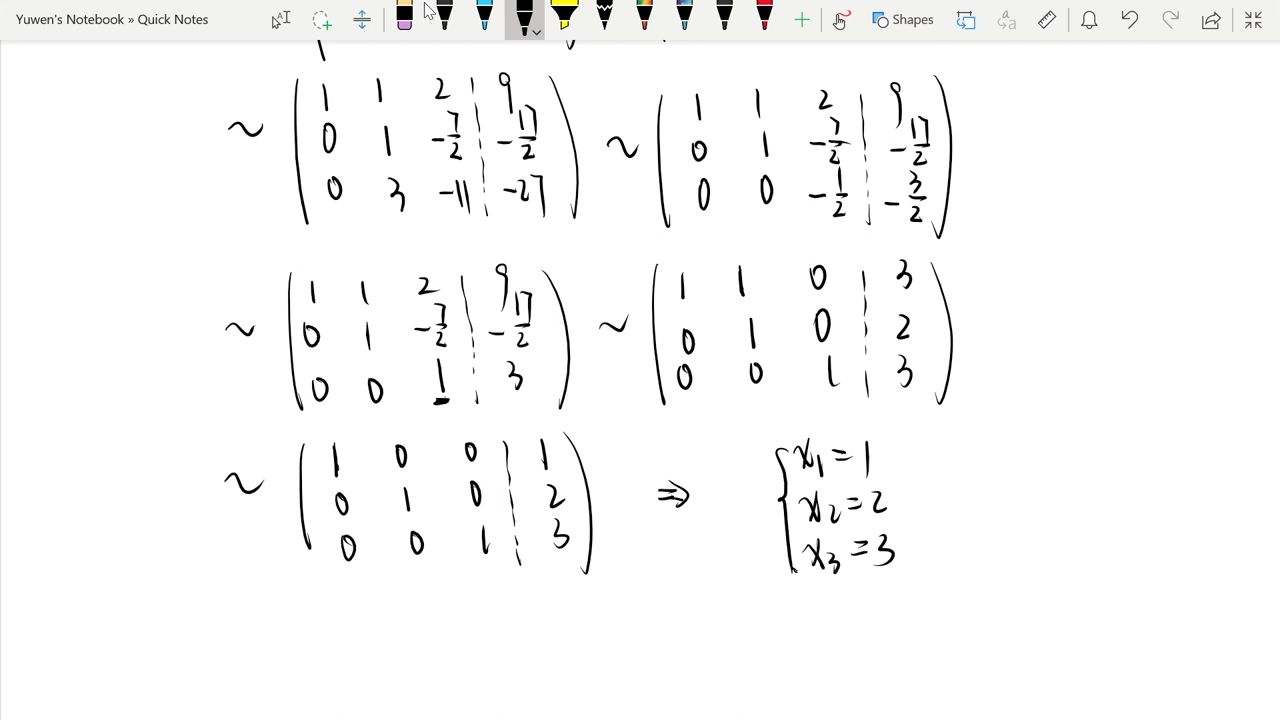 Yuwen's Notebook » Quick Notes
Shapes
~ ( 1 1 2 | 9
0 1 -7/2 | -17/2
0 3 -11 | -27 )
~ ( 1 1 2 | 9
0 1 -7/2 | -17/2
0 0 -1/2 | -3/2 )
~ ( 1 1 2 | 9
0 1 -7/2 | -17/2
0 0 1 | 3 )
~ ( 1 1 0 | 3
0 1 0 | 2
0 0 1 | 3 )
~ ( 1 0 0 | 1
0 1 0 | 2
0 0 1 | 3 )
⇒ { x₁ = 1
x₂ = 2
x₃ = 3